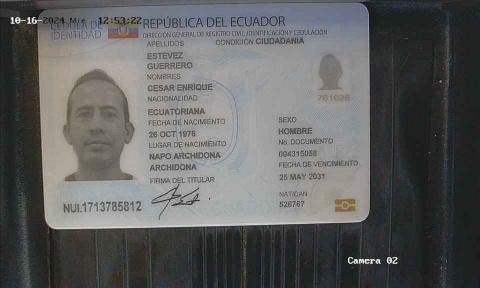 CÉDULA DE
IDENTIDAD
REPÚBLICA DEL ECUADOR
DIRECCIÓN GENERAL DE REGISTRO CIVIL, IDENTIFICACIÓN Y CEDULACIÓN
10-16-2024 12:53:22
APELLIDOS
CONDICIÓN CIUDADANÍA
ESTEVEZ
GUERRERO
NOMBRES
CESAR ENRIQUE
NACIONALIDAD
ECUATORIANA
FECHA DE NACIMIENTO
26 OCT 1976
LUGAR DE NACIMIENTO
NAPO ARCHIDONA
ARCHIDONA
FIRMA DEL TITULAR
761026
SEXO
HOMBRE
No. DOCUMENTO
004315058
FECHA DE VENCIMIENTO
25 MAY 2031
NAT/CAN
526767
NUI.1713785812
Camera 02